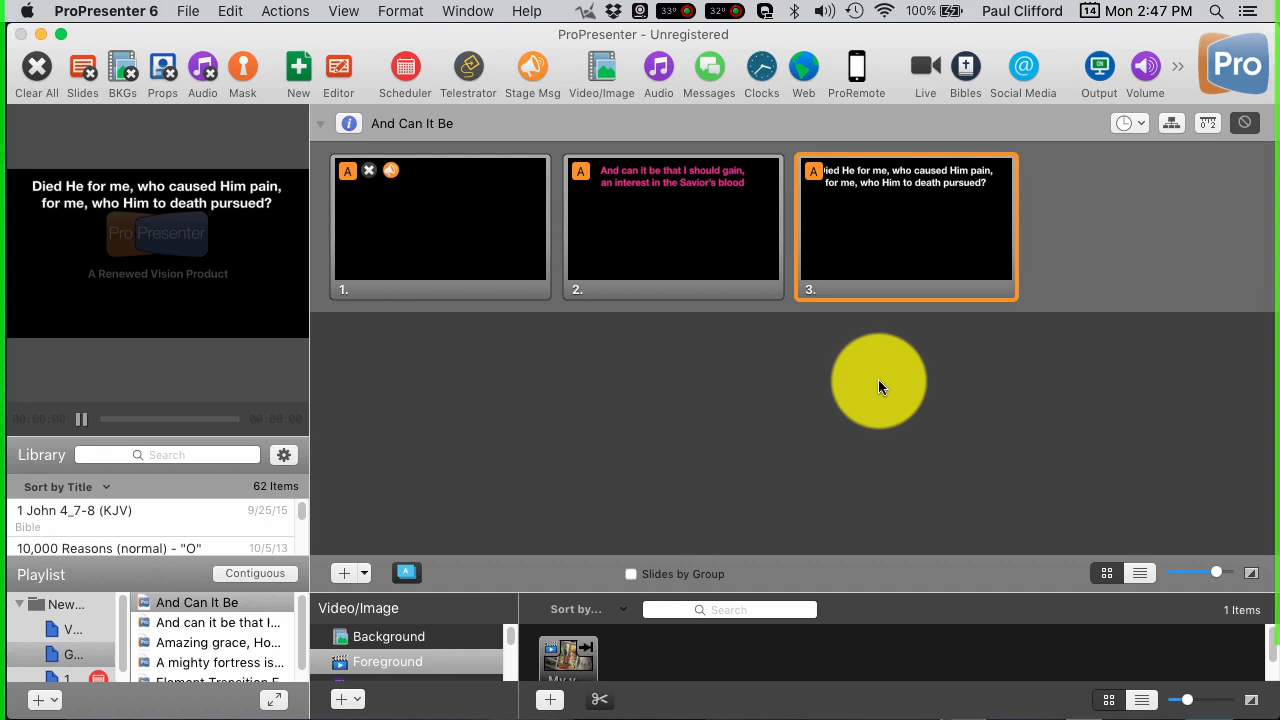 ProPresenter 6 File Edit Actions View Format Window Help 33° 32° 100% Paul Clifford 14 Mon 2:47 PM
ProPresenter - Unregistered
Clear All Slides BKGs Props Audio Mask New Editor Scheduler Telestrator Stage Msg Video/Image Audio Messages Clocks Web ProRemote Live Bibles Social Media Output Volume Pro
And Can It Be
Died He for me, who caused Him pain,
for me, who Him to death pursued?
ProPresenter
A Renewed Vision Product
A
1.
A And can it be that I should gain,
an interest in the Savior's blood
2.
A ied He for me, who caused Him pain,
for me, who Him to death pursued?
3.
00:00:00 00:00:00
Library Search
Sort by Title 62 Items
1 John 4_7-8 (KJV) 9/25/15
Bible
10,000 Reasons (normal) - "O" 10/5/13
Slides by Group
Playlist Contiguous
New...
V...
G...
1
And Can It Be
And can it be that I...
Amazing grace, Ho...
A mighty fortress is...
Video/Image Sort by... Search 1 Items
Background
Foreground